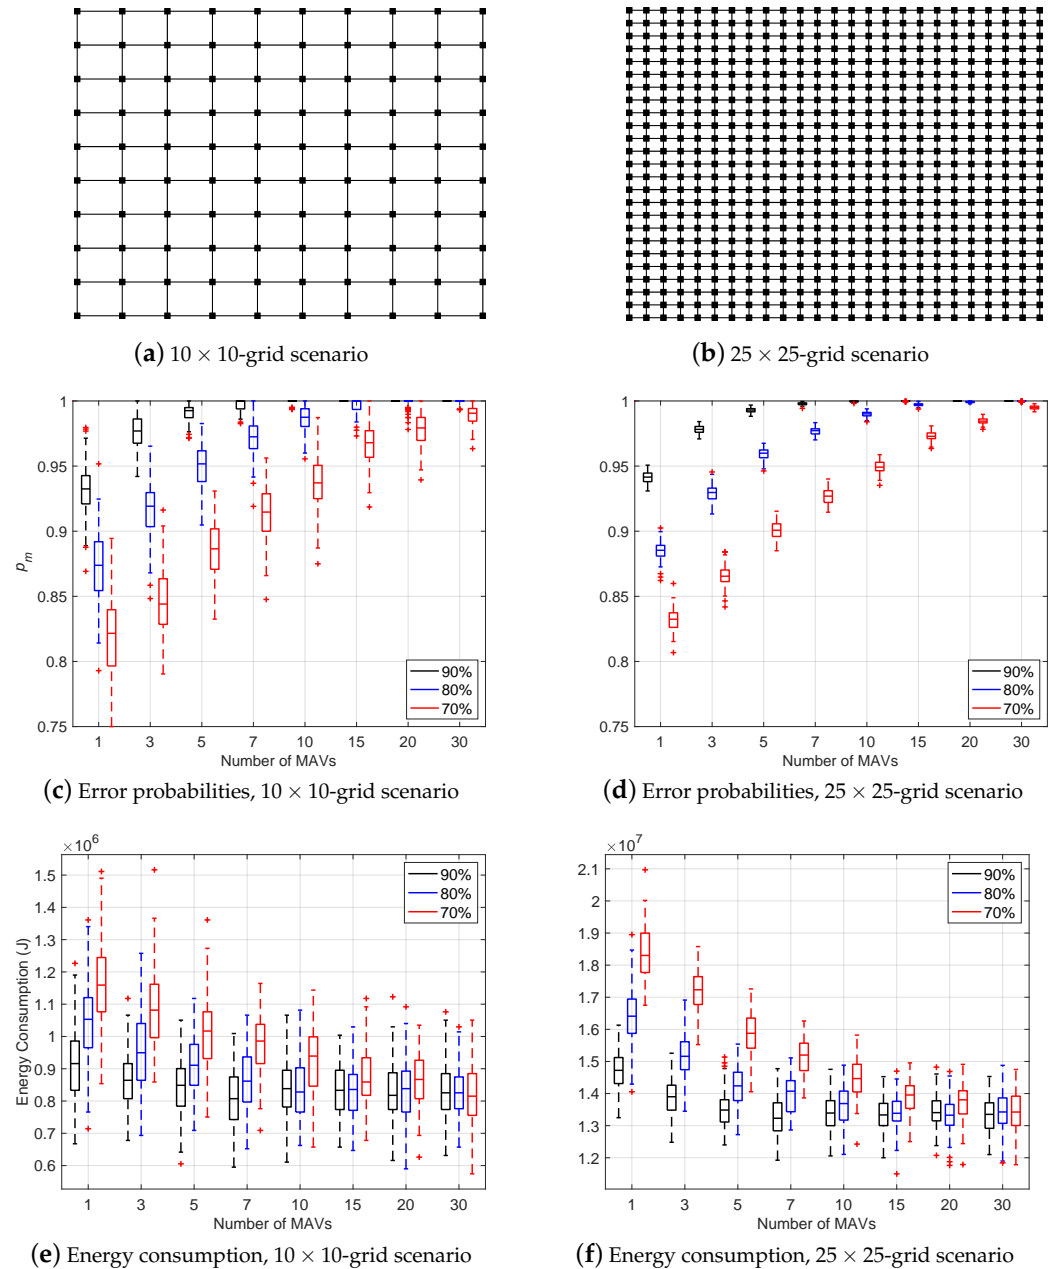 (a) 10 × 10-grid scenario
(b) 25 × 25-grid scenario
1
0.95
0.9
0.85
0.8
0.75
p_m
90%
80%
70%
1 3 5 7 10 15 20 30
Number of MAVs
(c) Error probabilities, 10 × 10-grid scenario
1
0.95
0.9
0.85
0.8
0.75
90%
80%
70%
1 3 5 7 10 15 20 30
Number of MAVs
(d) Error probabilities, 25 × 25-grid scenario
×10^6
1.5
1.4
1.3
1.2
1.1
1
0.9
0.8
0.7
0.6
Energy Consumption (J)
90%
80%
70%
1 3 5 7 10 15 20 30
Number of MAVs
(e) Energy consumption, 10 × 10-grid scenario
×10^7
2.1
2
1.9
1.8
1.7
1.6
1.5
1.4
1.3
1.2
90%
80%
70%
1 3 5 7 10 15 20 30
Number of MAVs
(f) Energy consumption, 25 × 25-grid scenario